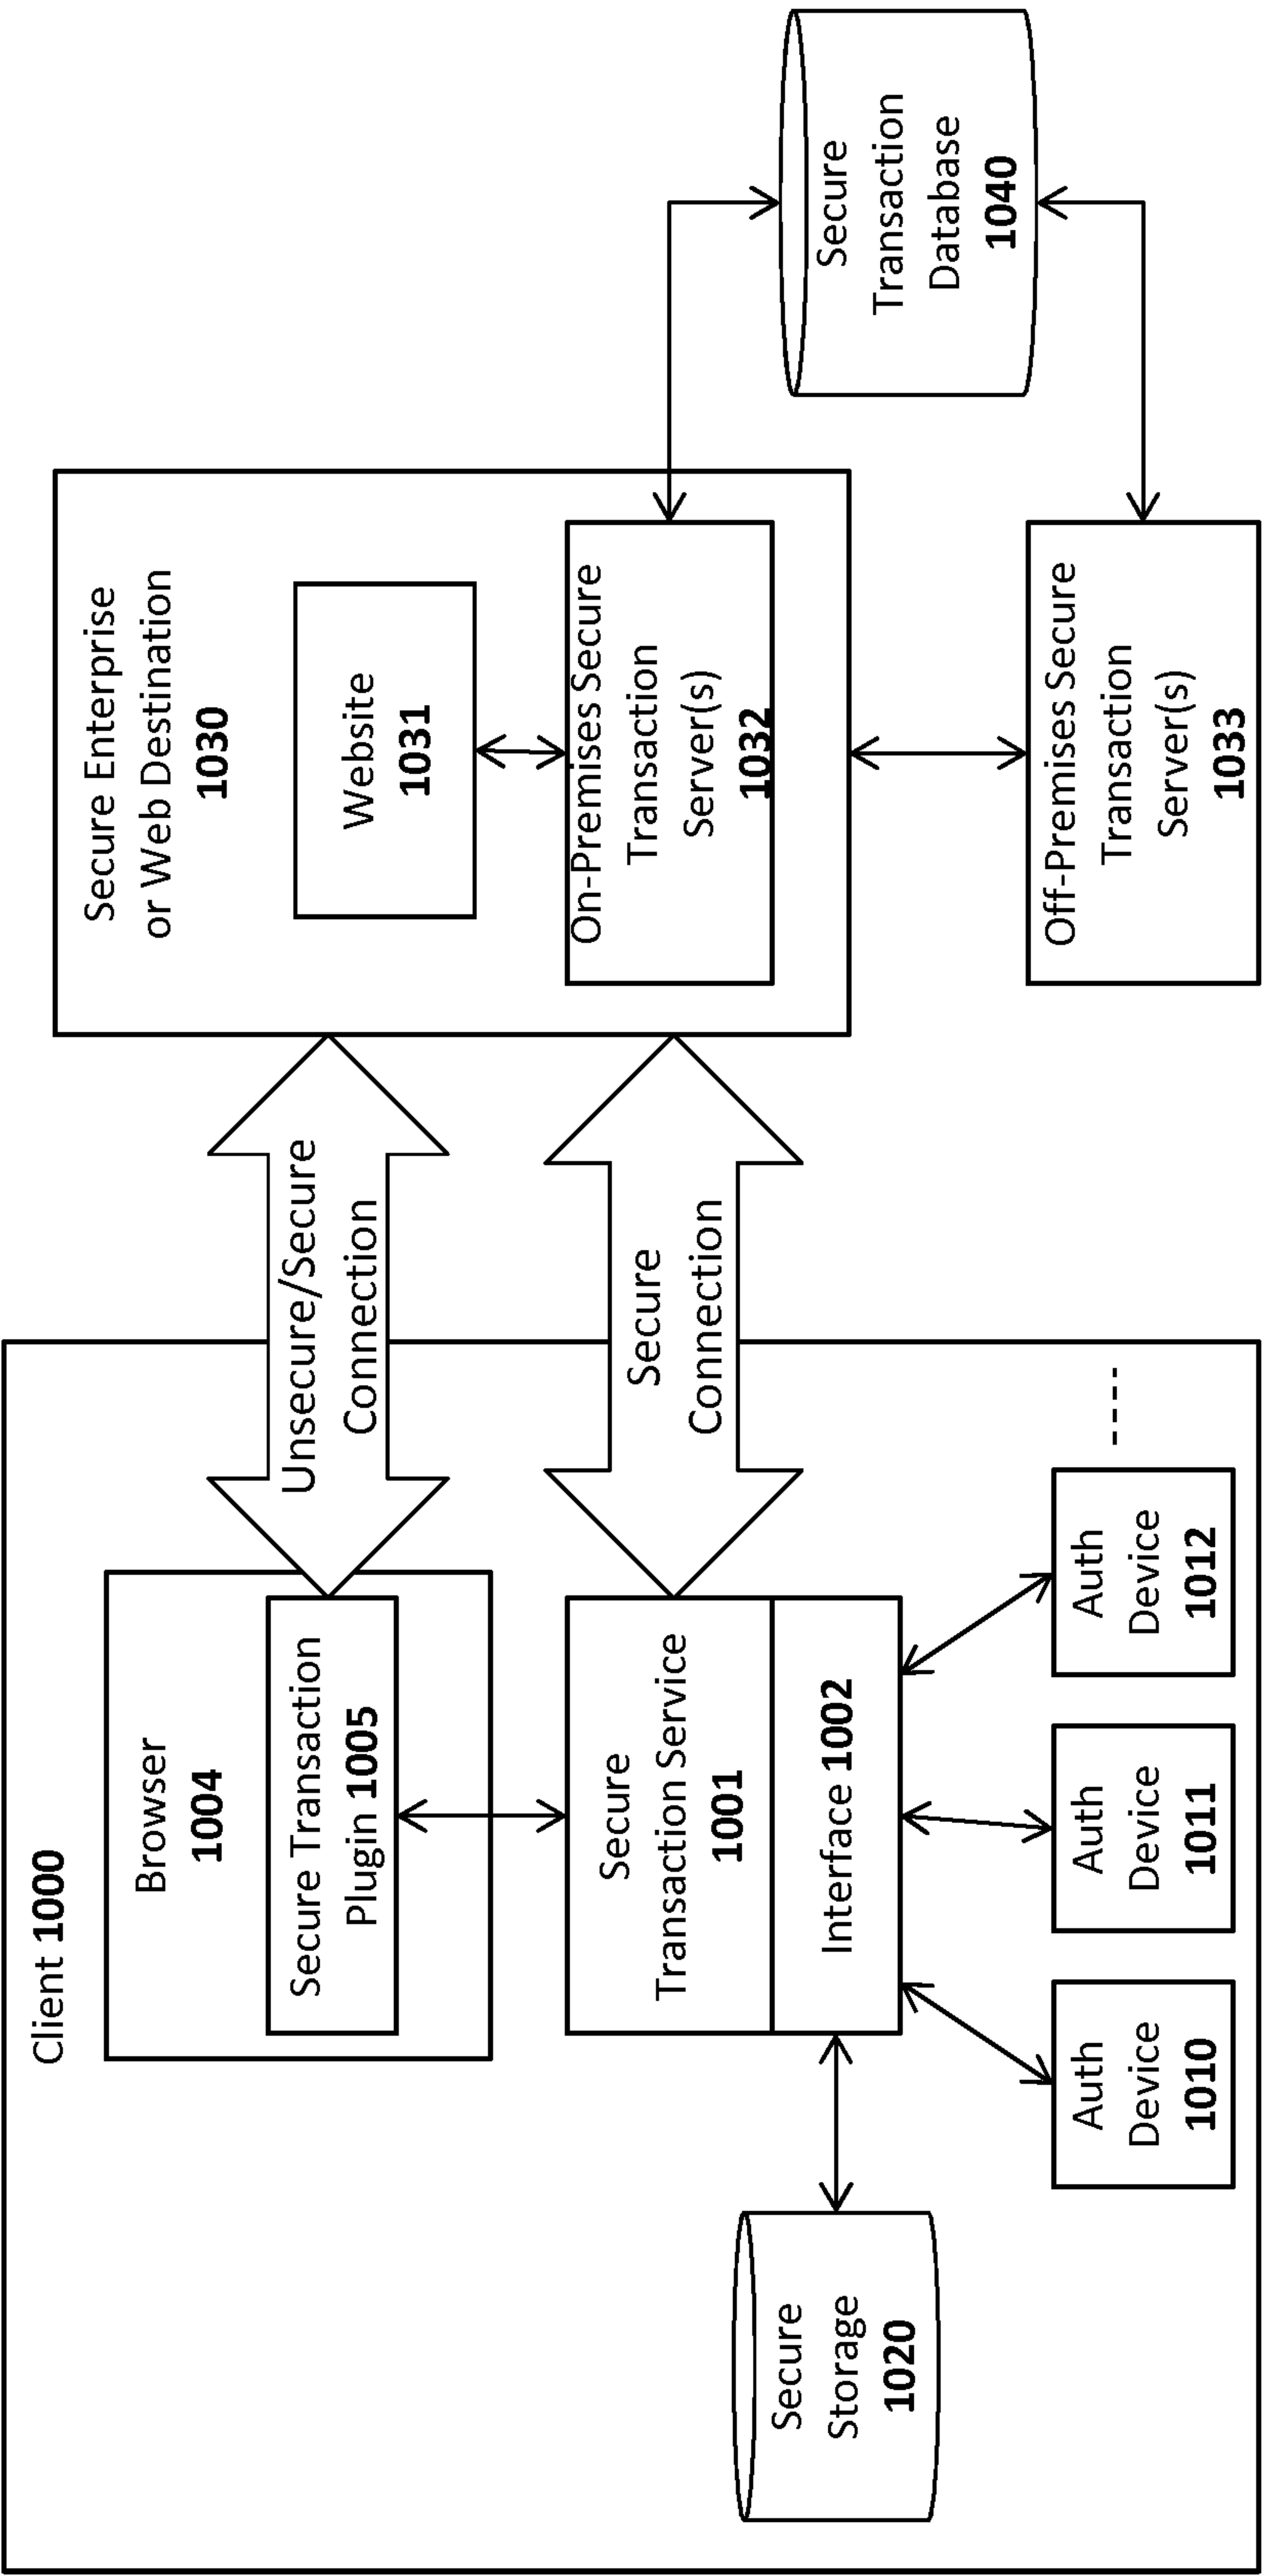 Client 1000
Browser
1004
Secure Transaction
Plugin 1005
Unsecure/Secure
Connection
Secure Enterprise
or Web Destination
1030
Website
1031
On-Premises Secure
Transaction
Server(s)
1032
Secure
Transaction Service
1001
Interface 1002
Secure
Connection
Secure
Storage
1020
Auth
Device
1010
Auth
Device
1011
Auth
Device
1012
Off-Premises Secure
Transaction
Server(s)
1033
Secure
Transaction
Database
1040